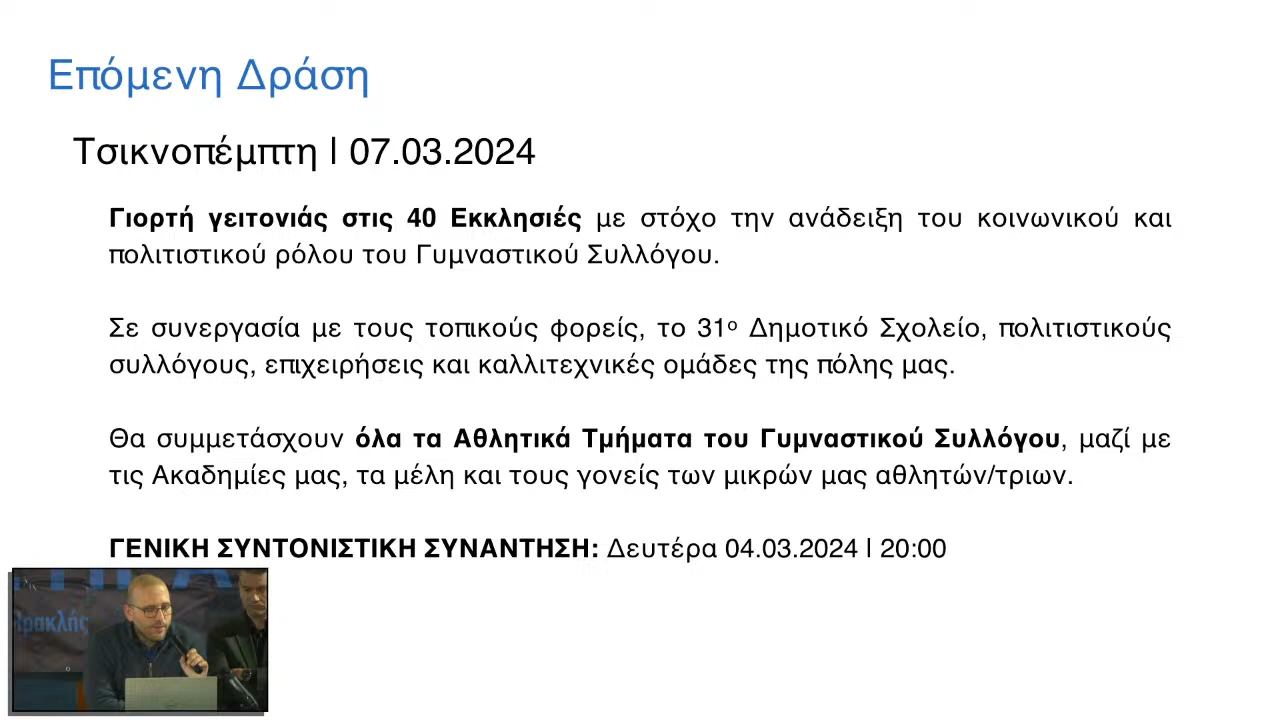 Επόμενη Δράση
Τσικνοπέμπτη | 07.03.2024
Γιορτή γειτονιάς στις 40 Εκκλησιές με στόχο την ανάδειξη του κοινωνικού και
πολιτιστικού ρόλου του Γυμναστικού Συλλόγου.
Σε συνεργασία με τους τοπικούς φορείς, το 31ο Δημοτικό Σχολείο, πολιτιστικούς
συλλόγους, επιχειρήσεις και καλλιτεχνικές ομάδες της πόλης μας.
Θα συμμετάσχουν όλα τα Αθλητικά Τμήματα του Γυμναστικού Συλλόγου, μαζί με
τις Ακαδημίες μας, τα μέλη και τους γονείς των μικρών μας αθλητών/τριων.
ΓΕΝΙΚΗ ΣΥΝΤΟΝΙΣΤΙΚΗ ΣΥΝΑΝΤΗΣΗ: Δευτέρα 04.03.2024 | 20:00
Ηρακλής